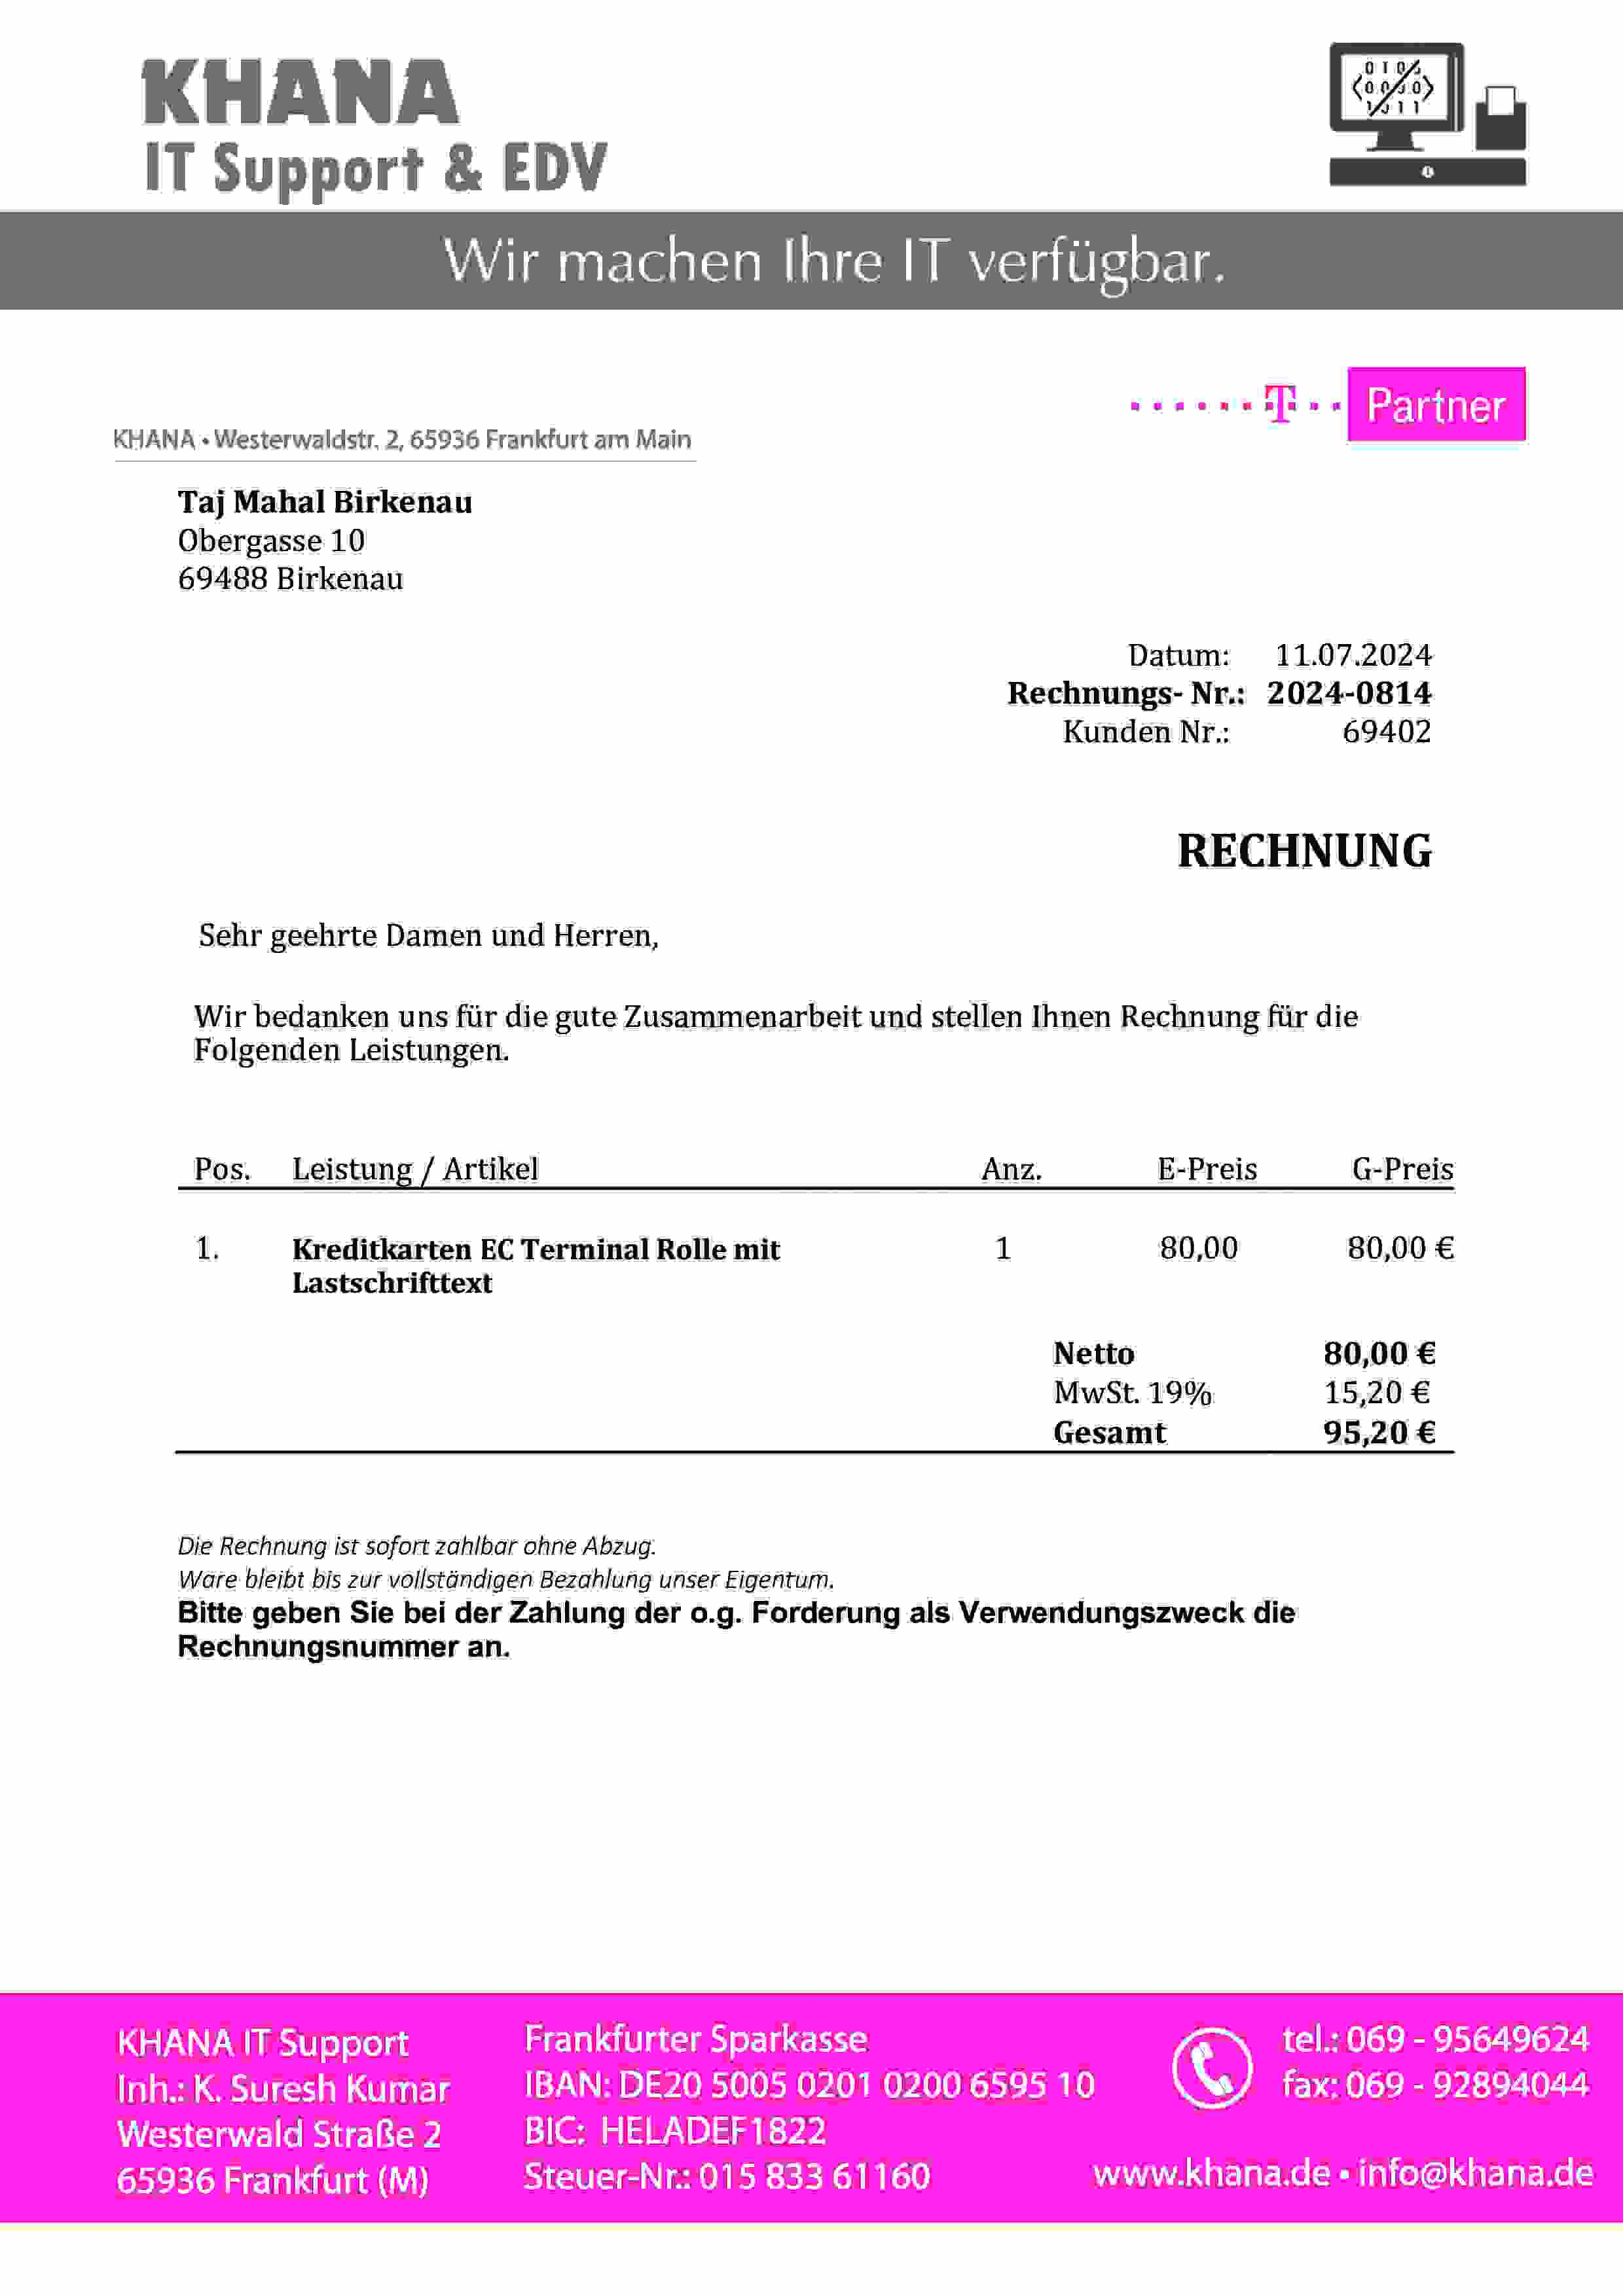 KHANA
IT Support & EDV
Wir machen Ihre IT verfügbar.
T Partner
KHANA • Westerwaldstr. 2, 65936 Frankfurt am Main
Taj Mahal Birkenau
Obergasse 10
69488 Birkenau
Datum: 11.07.2024
Rechnungs- Nr.: 2024-0814
Kunden Nr.: 69402
RECHNUNG
Sehr geehrte Damen und Herren,
Wir bedanken uns für die gute Zusammenarbeit und stellen Ihnen Rechnung für die
Folgenden Leistungen.
Pos. Leistung / Artikel Anz. E-Preis G-Preis
1. Kreditkarten EC Terminal Rolle mit 1 80,00 80,00 €
Lastschrifttext
Netto 80,00 €
MwSt. 19% 15,20 €
Gesamt 95,20 €
Die Rechnung ist sofort zahlbar ohne Abzug.
Ware bleibt bis zur vollständigen Bezahlung unser Eigentum.
Bitte geben Sie bei der Zahlung der o.g. Forderung als Verwendungszweck die
Rechnungsnummer an.
KHANA IT Support
Inh.: K. Suresh Kumar
Westerwald Straße 2
65936 Frankfurt (M)
Frankfurter Sparkasse
IBAN: DE20 5005 0201 0200 6595 10
BIC: HELADEF1822
Steuer-Nr.: 015 833 61160
tel.: 069 - 95649624
fax: 069 - 92894044
www.khana.de • info@khana.de